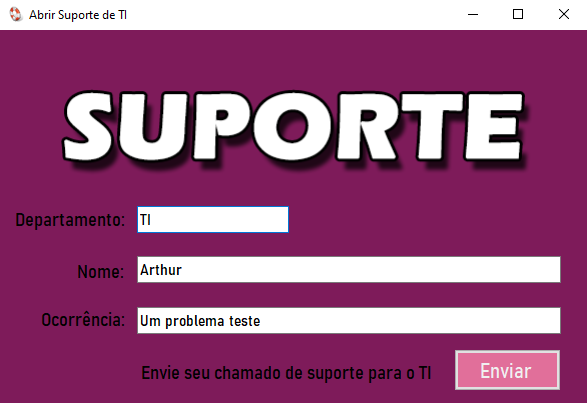 Abrir Suporte de TI
SUPORTE
Departamento: TI
Nome: Arthur
Ocorrência: Um problema teste
Envie seu chamado de suporte para o TI Enviar